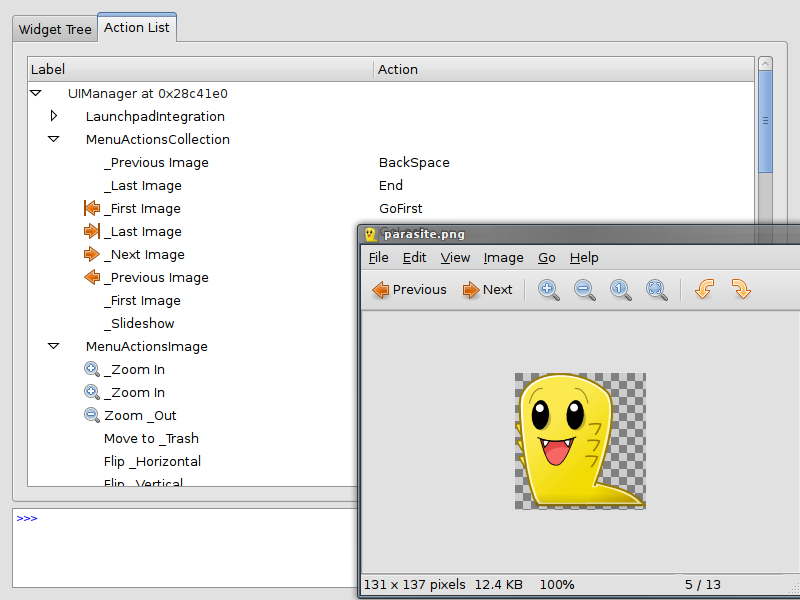 Widget Tree Action List
Label Action
UIManager at 0x28c41e0
LaunchpadIntegration
MenuActionsCollection
_Previous Image BackSpace
_Last Image End
_First Image GoFirst
_Last Image
_Next Image
_Previous Image
_First Image
_Slideshow
MenuActionsImage
_Zoom In
_Zoom In
Zoom _Out
Move to _Trash
Flip _Horizontal
Flip _Vertical
>>>
parasite.png
File Edit View Image Go Help
Previous Next
131 x 137 pixels 12.4 KB 100% 5 / 13